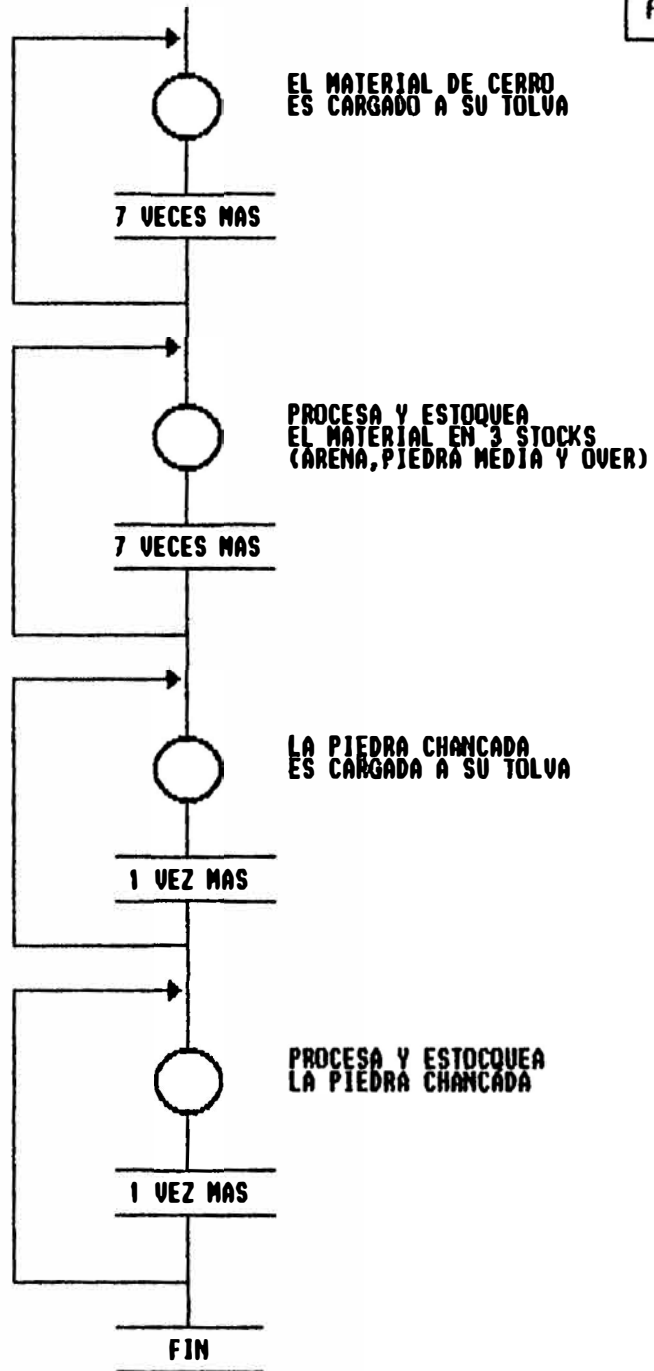 EL MATERIAL DE CERRO
ES CARGADO A SU TOLVA
7 VECES MAS
PROCESA Y ESTOQUEA
EL MATERIAL EN 3 STOCKS
(ARENA,PIEDRA MEDIA Y OVER)
7 VECES MAS
LA PIEDRA CHANCADA
ES CARGADA A SU TOLVA
1 VEZ MAS
PROCESA Y ESTOCQUEA
LA PIEDRA CHANCADA
1 VEZ MAS
FIN